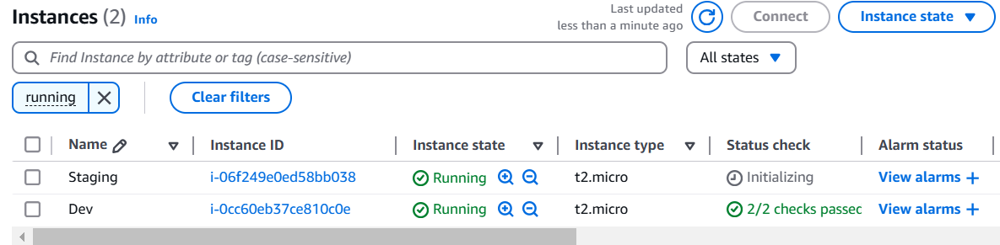 Instances (2) Info
Last updated
less than a minute ago
Connect
Instance state
Find Instance by attribute or tag (case-sensitive)
All states
running
Clear filters
Name Instance ID Instance state Instance type Status check Alarm status
Staging i-06f249e0ed58bb038 Running t2.micro Initializing View alarms +
Dev i-0cc60eb37ce810c0e Running t2.micro 2/2 checks passed View alarms +